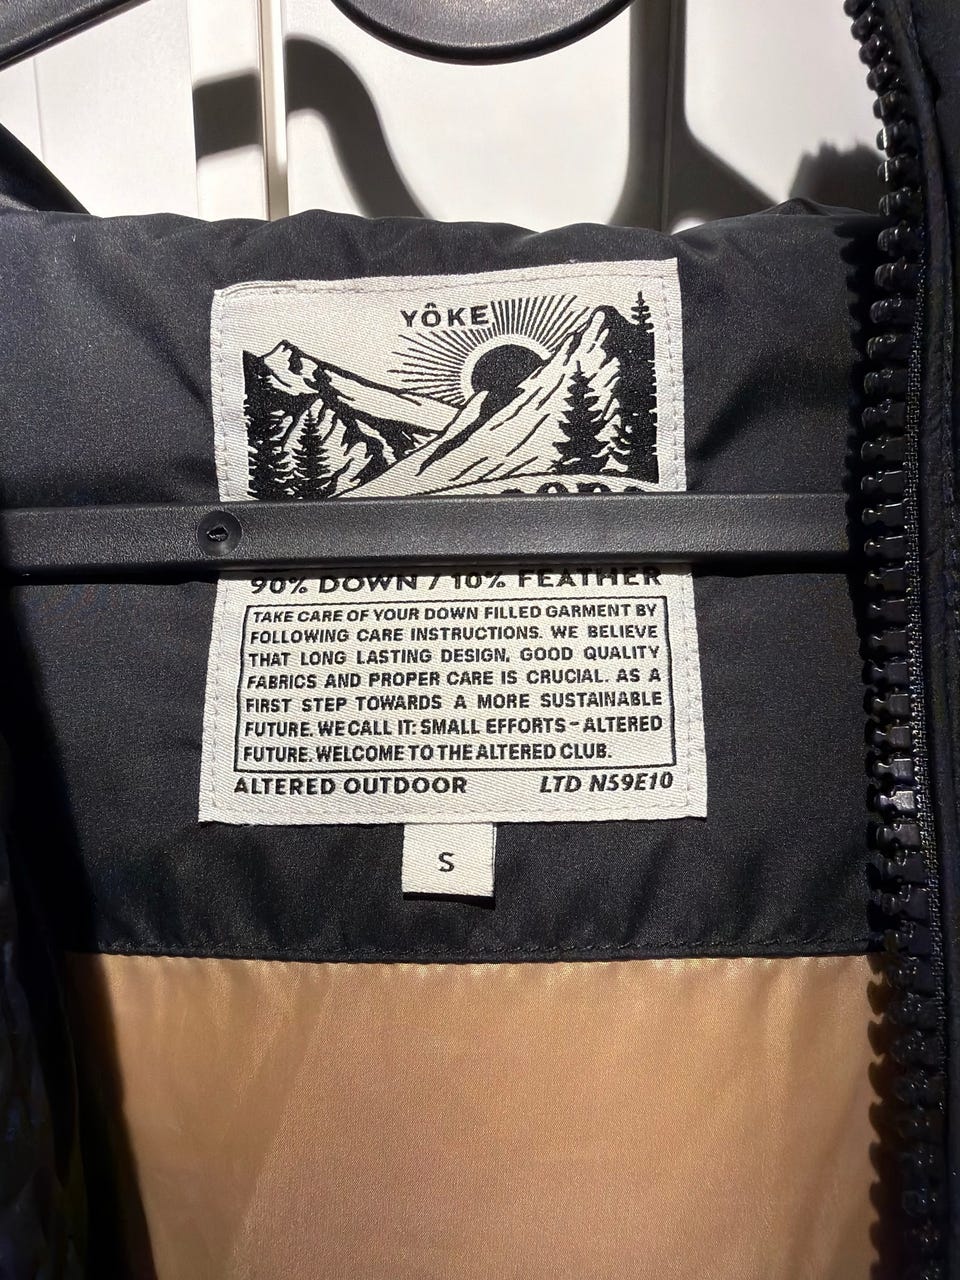 YÔKE
90% DOWN / 10% FEATHER
TAKE CARE OF YOUR DOWN FILLED GARMENT BY
FOLLOWING CARE INSTRUCTIONS. WE BELIEVE
THAT LONG LASTING DESIGN, GOOD QUALITY
FABRICS AND PROPER CARE IS CRUCIAL. AS A
FIRST STEP TOWARDS A MORE SUSTAINABLE
FUTURE. WE CALL IT: SMALL EFFORTS – ALTERED
FUTURE. WELCOME TO THE ALTERED CLUB.
ALTERED OUTDOOR LTD N59E10
S